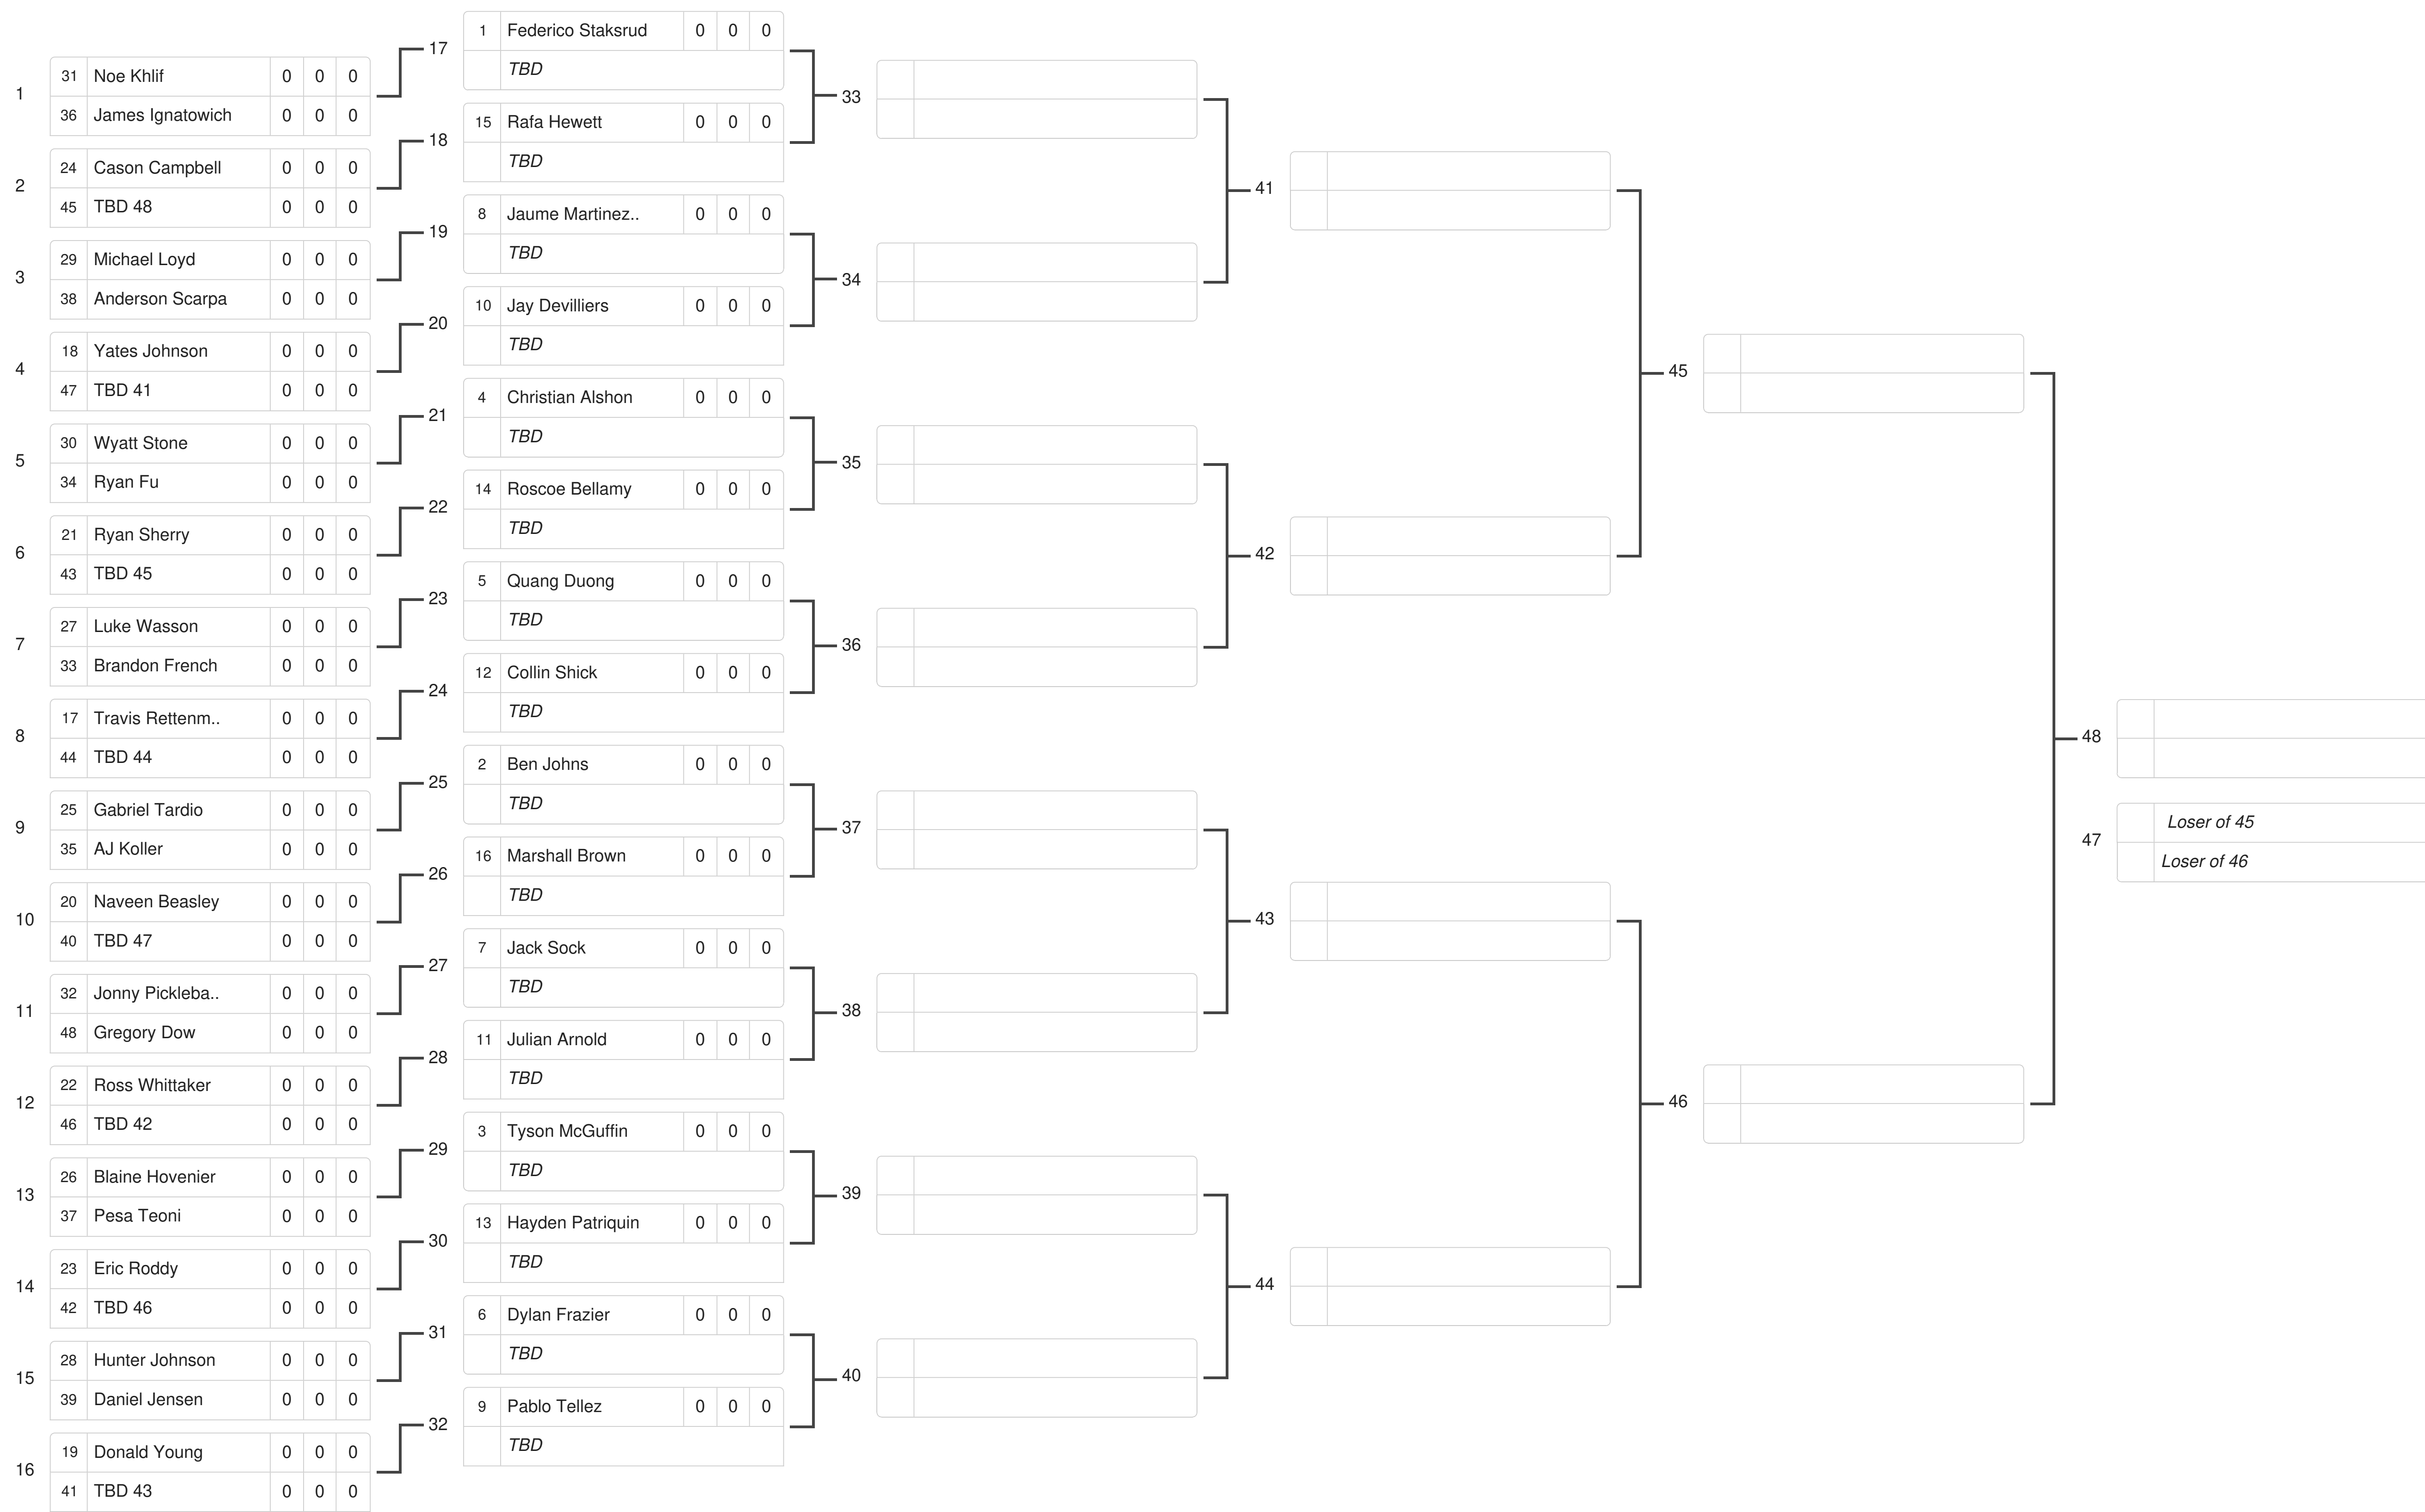 1
31 Noe Khlif 0 0 0
36 James Ignatowich 0 0 0
2
24 Cason Campbell 0 0 0
45 TBD 48 0 0 0
3
29 Michael Loyd 0 0 0
38 Anderson Scarpa 0 0 0
4
18 Yates Johnson 0 0 0
47 TBD 41 0 0 0
5
30 Wyatt Stone 0 0 0
34 Ryan Fu 0 0 0
6
21 Ryan Sherry 0 0 0
43 TBD 45 0 0 0
7
27 Luke Wasson 0 0 0
33 Brandon French 0 0 0
8
17 Travis Rettenm.. 0 0 0
44 TBD 44 0 0 0
9
25 Gabriel Tardio 0 0 0
35 AJ Koller 0 0 0
10
20 Naveen Beasley 0 0 0
40 TBD 47 0 0 0
11
32 Jonny Pickleba.. 0 0 0
48 Gregory Dow 0 0 0
12
22 Ross Whittaker 0 0 0
46 TBD 42 0 0 0
13
26 Blaine Hovenier 0 0 0
37 Pesa Teoni 0 0 0
14
23 Eric Roddy 0 0 0
42 TBD 46 0 0 0
15
28 Hunter Johnson 0 0 0
39 Daniel Jensen 0 0 0
16
19 Donald Young 0 0 0
41 TBD 43 0 0 0
17
1 Federico Staksrud 0 0 0
TBD
18
15 Rafa Hewett 0 0 0
TBD
19
8 Jaume Martinez.. 0 0 0
TBD
20
10 Jay Devilliers 0 0 0
TBD
21
4 Christian Alshon 0 0 0
TBD
22
14 Roscoe Bellamy 0 0 0
TBD
23
5 Quang Duong 0 0 0
TBD
24
12 Collin Shick 0 0 0
TBD
25
2 Ben Johns 0 0 0
TBD
26
16 Marshall Brown 0 0 0
TBD
27
7 Jack Sock 0 0 0
TBD
28
11 Julian Arnold 0 0 0
TBD
29
3 Tyson McGuffin 0 0 0
TBD
30
13 Hayden Patriquin 0 0 0
TBD
31
6 Dylan Frazier 0 0 0
TBD
32
9 Pablo Tellez 0 0 0
TBD
33
34
35
36
37
38
39
40
41
42
43
44
45
46
48
47
Loser of 45
Loser of 46